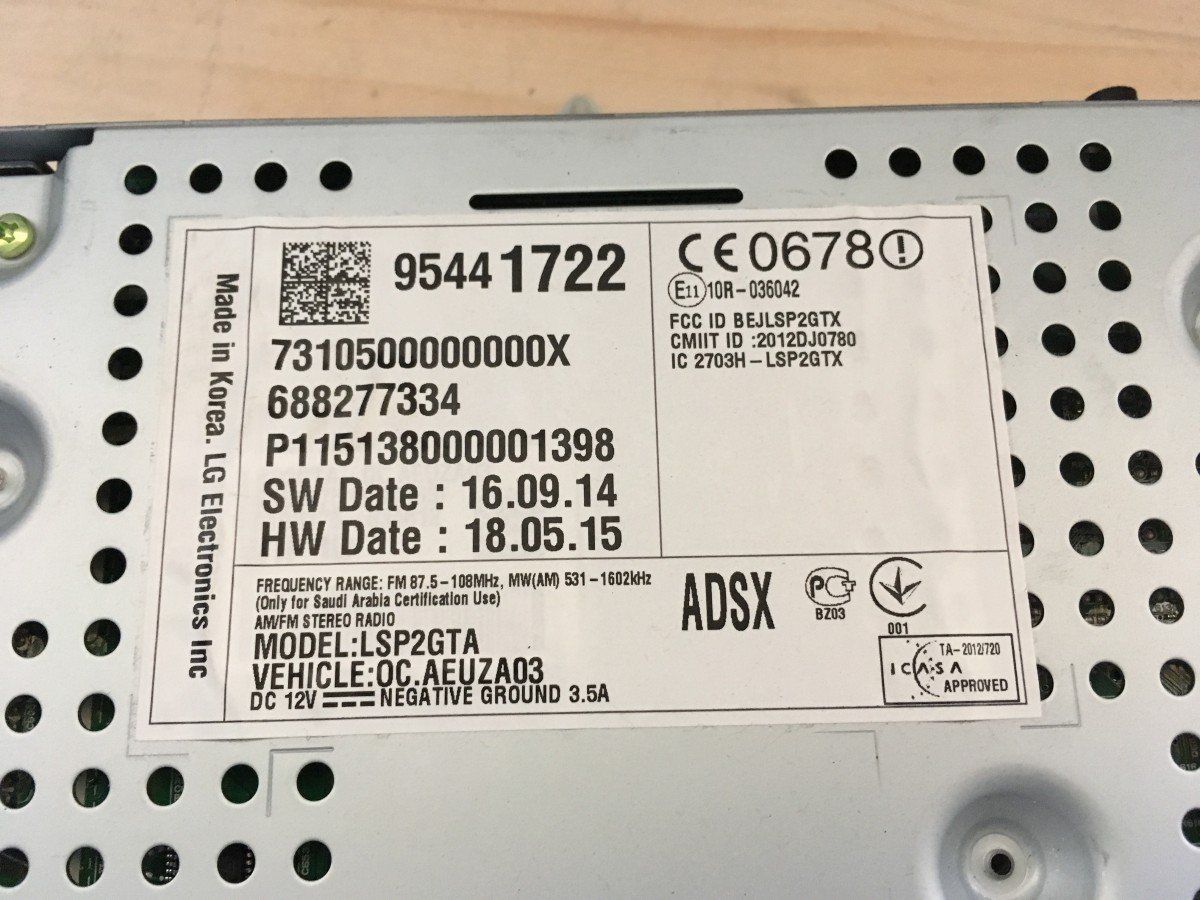 Made in Korea. LG Electronics Inc
95441722
7310500000000X
688277334
P115138000001398
SW Date : 16.09.14
HW Date : 18.05.15
CE0678
E11 10R-036042
FCC ID BEJLSP2GTX
CMIIT ID :2012DJ0780
IC 2703H-LSP2GTX
FREQUENCY RANGE: FM 87.5-108MHz, MW(AM) 531-1602kHz
(Only for Saudi Arabia Certification Use)
AM/FM STEREO RADIO
MODEL:LSP2GTA
VEHICLE:OC.AEUZA03
DC 12V NEGATIVE GROUND 3.5A
ADSX
PCT
BZ03
001
TA-2012/720
ICASA
APPROVED